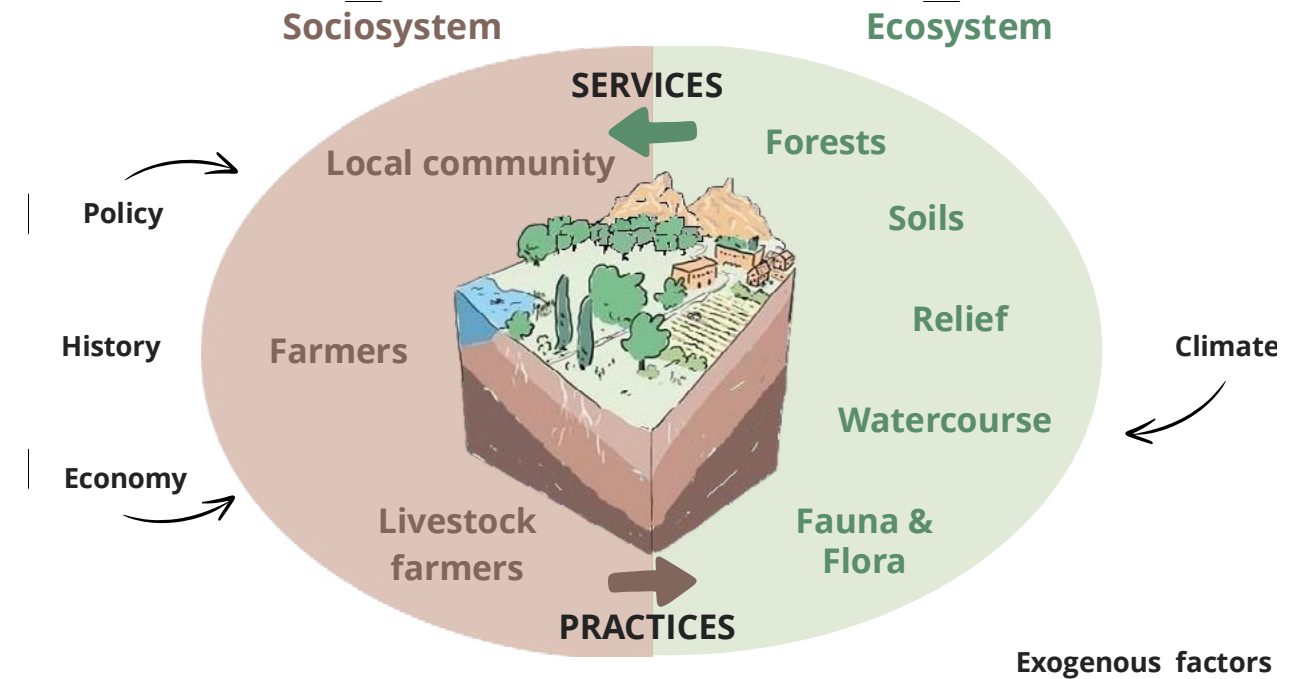 Sociosystem
Ecosystem
SERVICES
Forests
Local community
Soils
Policy
Relief
History
Farmers
Climate
Watercourse
Economy
Livestock
farmers
Fauna &
Flora
PRACTICES
Exogenous factors